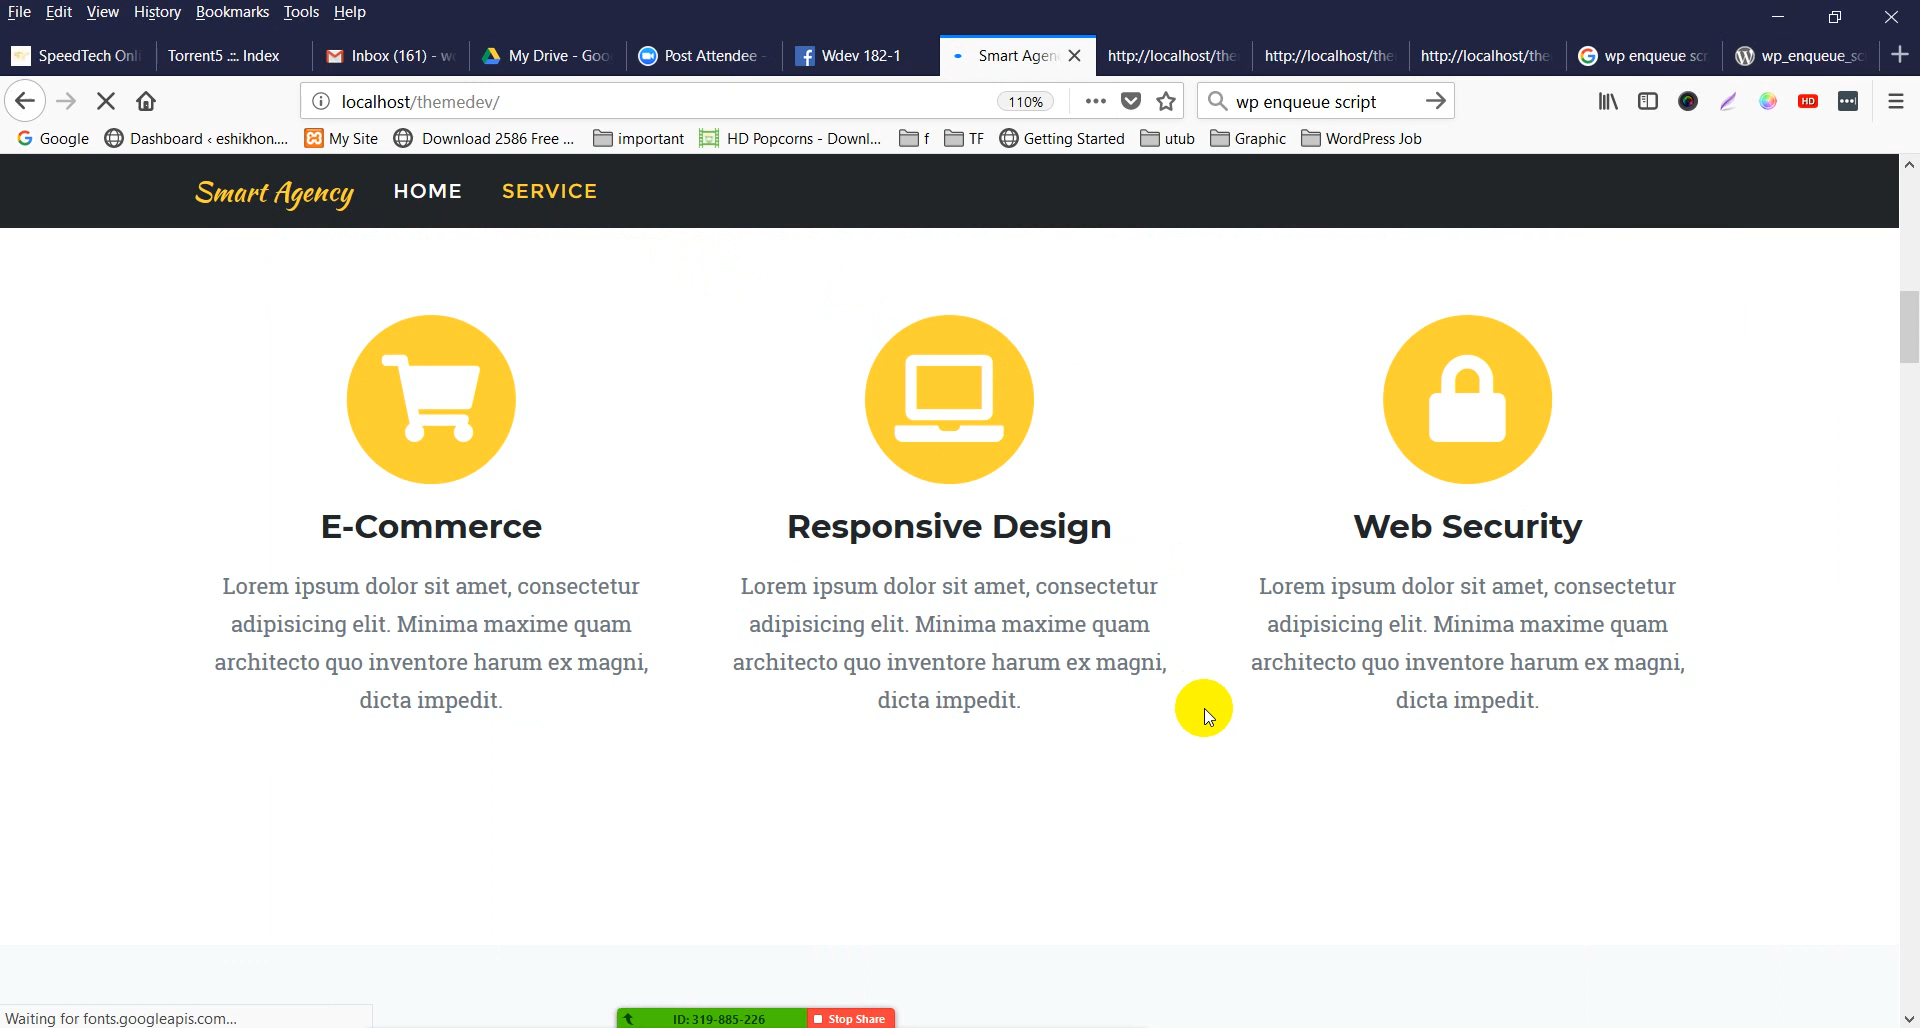 File Edit View History Bookmarks Tools Help
SpeedTech Onli Torrent5 .::. Index Inbox (161) - wo My Drive - Goo Post Attendee - Wdev 182-1 Smart Agen http://localhost/the http://localhost/the http://localhost/the wp enqueue scr wp_enqueue_sc
localhost/themedev/ 110% wp enqueue script HD
Google Dashboard ‹ eshikhon.... My Site Download 2586 Free ... important HD Popcorns - Downl... f TF Getting Started utub Graphic WordPress Job
Smart Agency HOME SERVICE
E-Commerce Responsive Design Web Security
Lorem ipsum dolor sit amet, consectetur
adipisicing elit. Minima maxime quam
architecto quo inventore harum ex magni,
dicta impedit.
Lorem ipsum dolor sit amet, consectetur
adipisicing elit. Minima maxime quam
architecto quo inventore harum ex magni,
dicta impedit.
Lorem ipsum dolor sit amet, consectetur
adipisicing elit. Minima maxime quam
architecto quo inventore harum ex magni,
dicta impedit.
Waiting for fonts.googleapis.com...
ID: 319-885-226 Stop Share